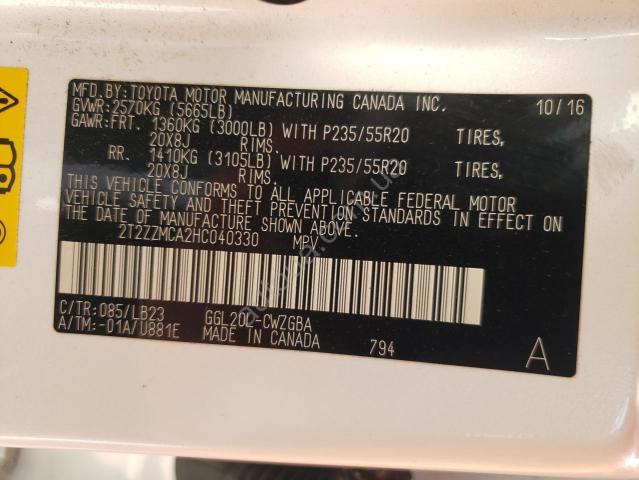 MFD.BY:TOYOTA MOTOR MANUFACTURING CANADA INC. 10/16
GVWR:2570KG (5665LB)
GAWR:FRT. 1360KG (3000LB) WITH P235/55R20 TIRES,
20X8J RIMS.
RR. 1410KG (3105LB) WITH P235/55R20 TIRES,
20X8J RIMS.
THIS VEHICLE CONFORMS TO ALL APPLICABLE FEDERAL MOTOR
VEHICLE SAFETY AND THEFT PREVENTION STANDARDS IN EFFECT ON
THE DATE OF MANUFACTURE SHOWN ABOVE.
2T2ZZMCA2HC040330 MPV
C/TR:085/LB23 GGL20L-CWZGBA
A/TM:-01A/U881E MADE IN CANADA 794 A